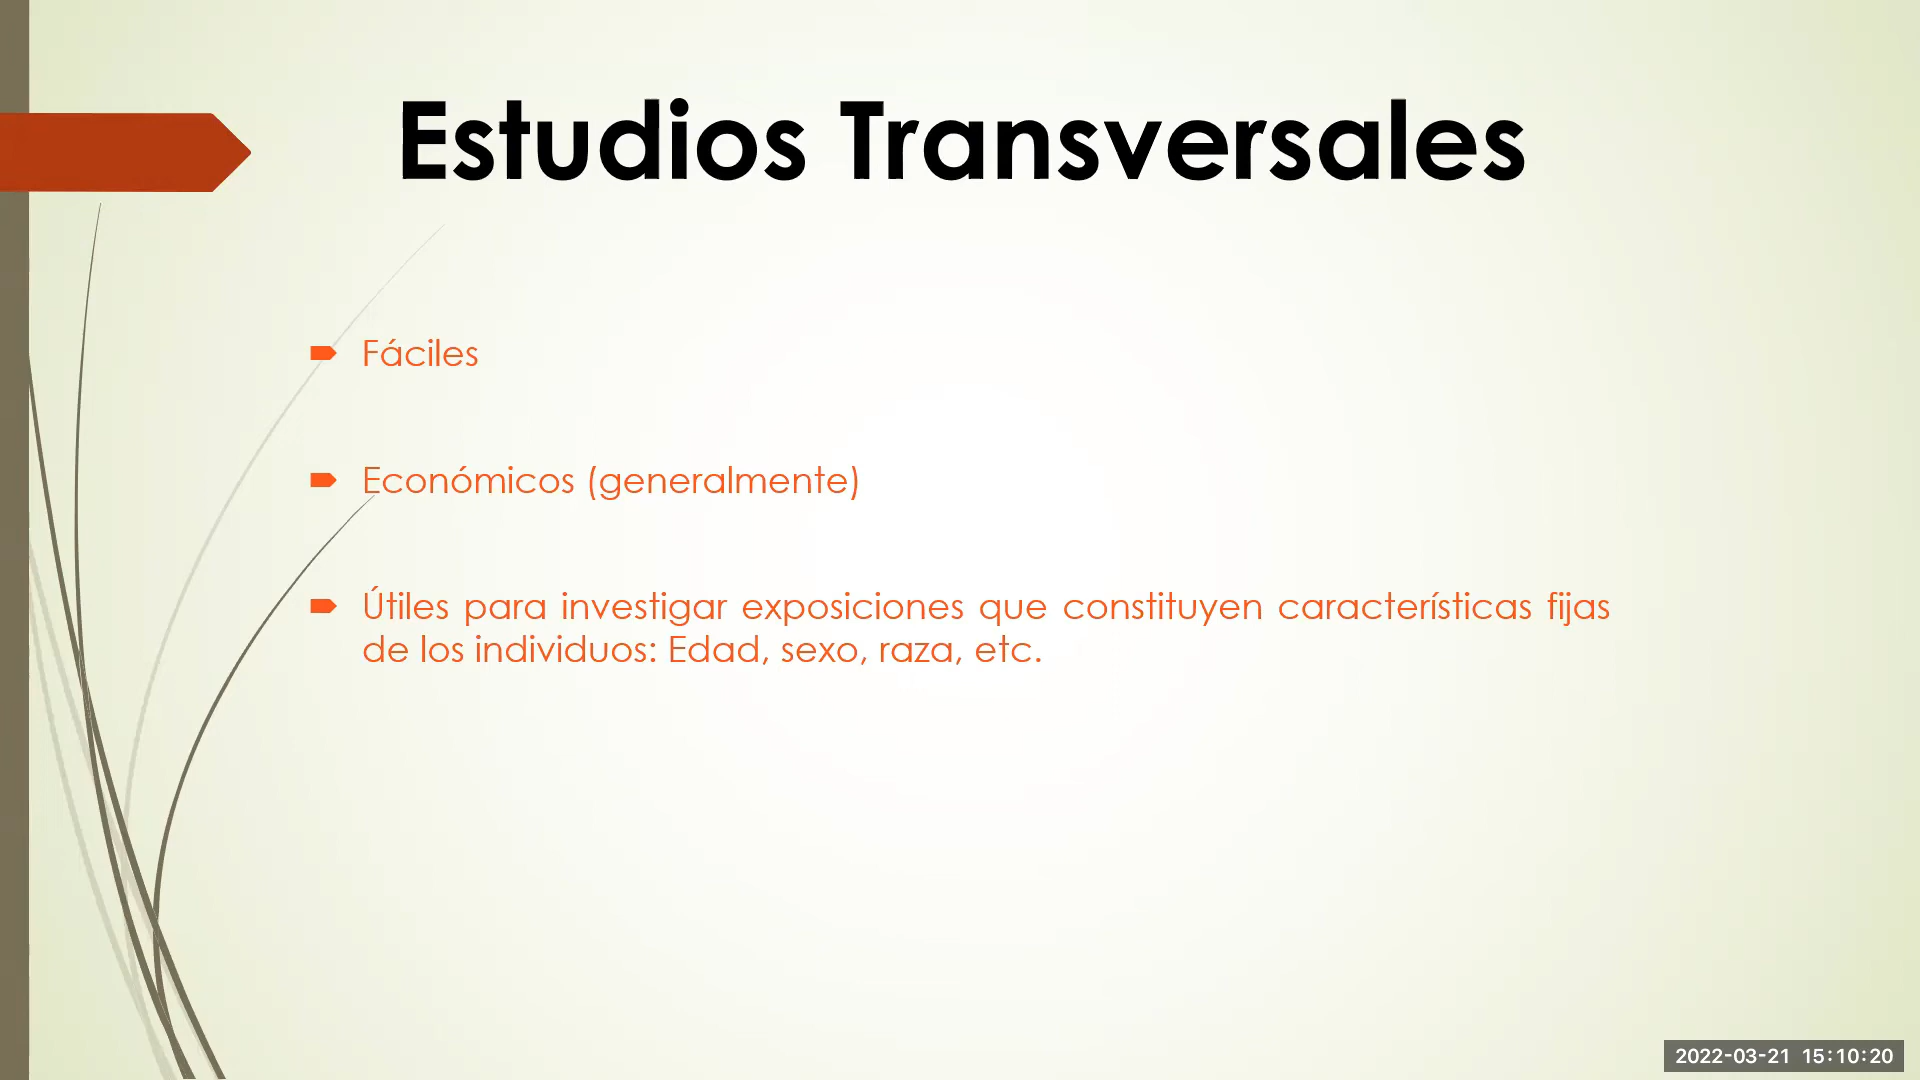 Estudios Transversales
Fáciles
Económicos (generalmente)
Útiles para investigar exposiciones que constituyen características fijas
de los individuos: Edad, sexo, raza, etc.
2022-03-21 15:10:20